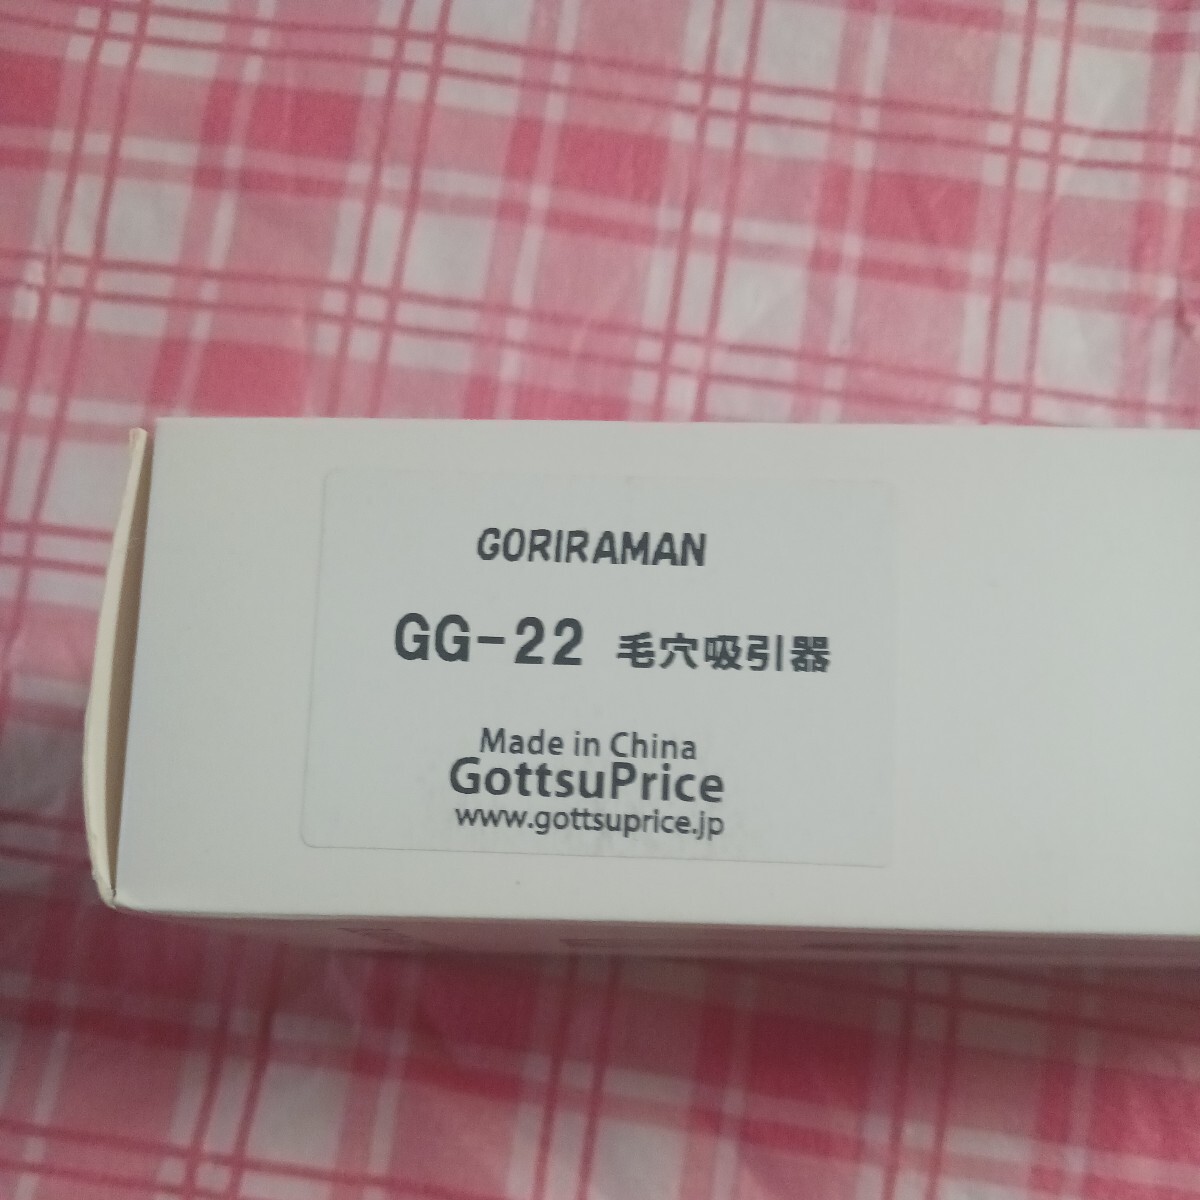 GORIRAMAN
GG-22 毛穴吸引器
Made in China
GottsuPrice
www.gottsuprice.jp